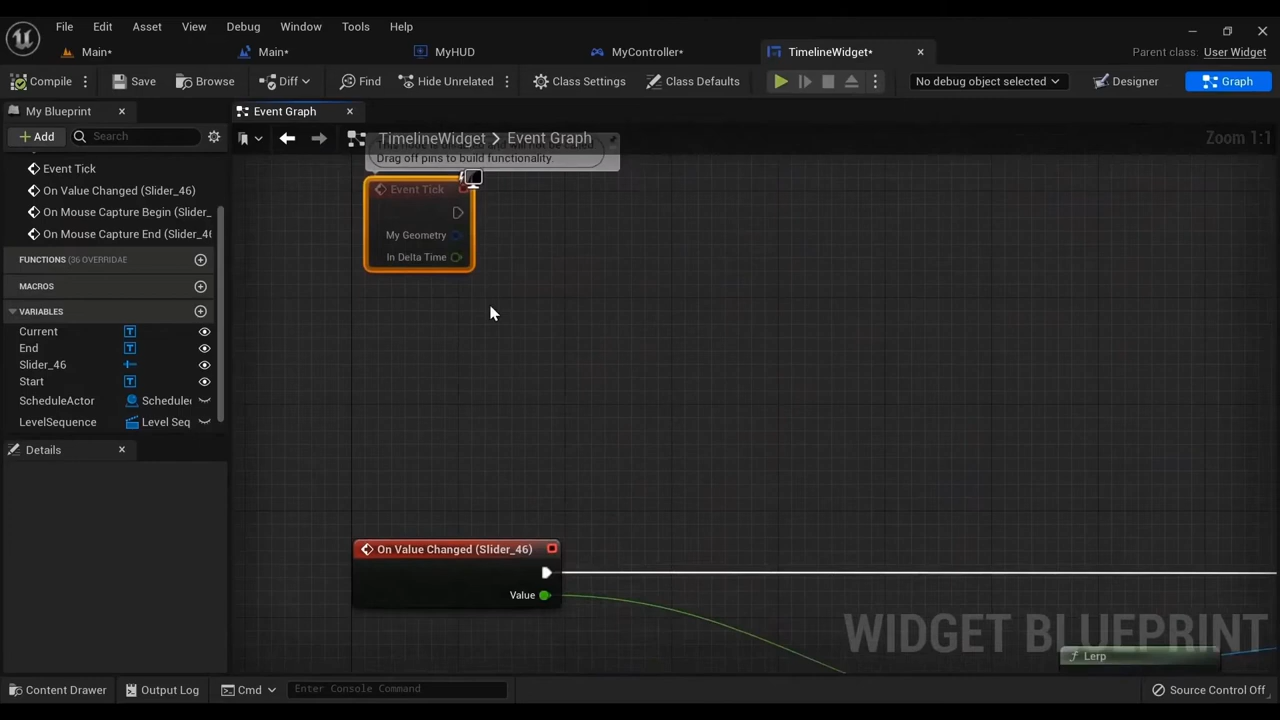 File Edit Asset View Debug Window Tools Help
Main* Main* MyHUD MyController* TimelineWidget* Parent class: User Widget
Compile Save Browse Diff Find Hide Unrelated Class Settings Class Defaults No debug object selected Designer Graph
My Blueprint Event Graph
Add Search TimelineWidget > Event Graph Zoom 1:1
Drag off pins to build functionality.
Event Tick
On Value Changed (Slider_46)
On Mouse Capture Begin (Slider_
On Mouse Capture End (Slider_46
FUNCTIONS (36 OVERRIDAE
MACROS
VARIABLES
Current
End
Slider_46
Start
ScheduleActor Schedule
LevelSequence Level Seq
Details
Event Tick
My Geometry
In Delta Time
On Value Changed (Slider_46)
Value
Lerp
WIDGET BLUEPRINT
Content Drawer Output Log Cmd Enter Console Command Source Control Off